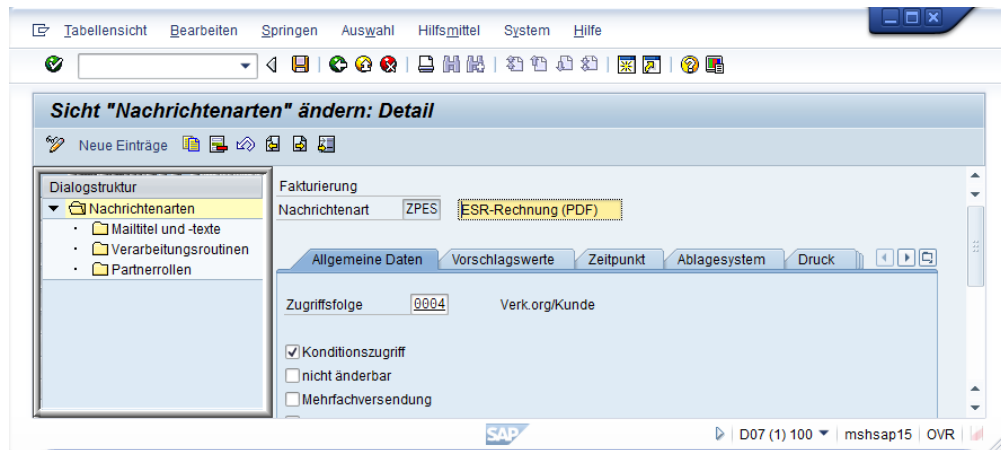 Tabellensicht Bearbeiten Springen Auswahl Hilfsmittel System Hilfe
Sicht "Nachrichtenarten" ändern: Detail
Neue Einträge
Dialogstruktur
Nachrichtenarten
Mailtitel und -texte
Verarbeitungsroutinen
Partnerrollen
Fakturierung
Nachrichtenart ZPES ESR-Rechnung (PDF)
Allgemeine Daten Vorschlagswerte Zeitpunkt Ablagesystem Druck
Zugriffsfolge 0004 Verk.org/Kunde
Konditionszugriff
nicht änderbar
Mehrfachversendung
SAP D07 (1) 100 mshsap15 OVR